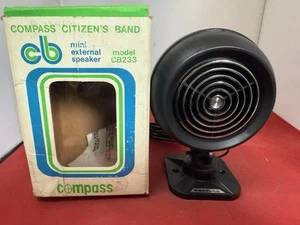 COMPASS CITIZEN'S BAND
cb
mini
external
speaker
model
CB233
compass